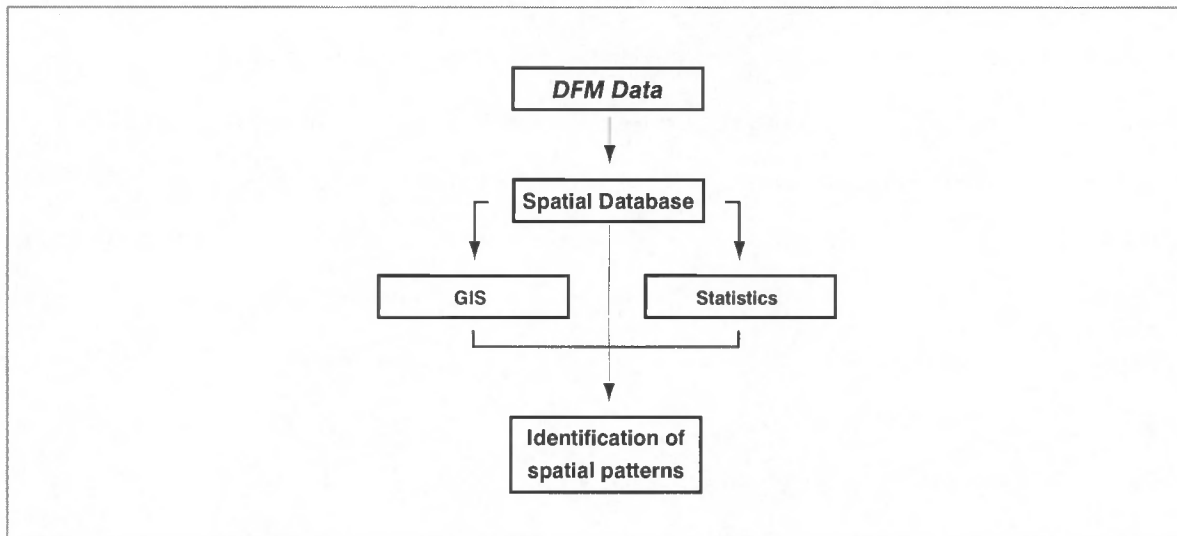 DFM Data
Spatial Database
GIS
Statistics
Identification of
spatial patterns